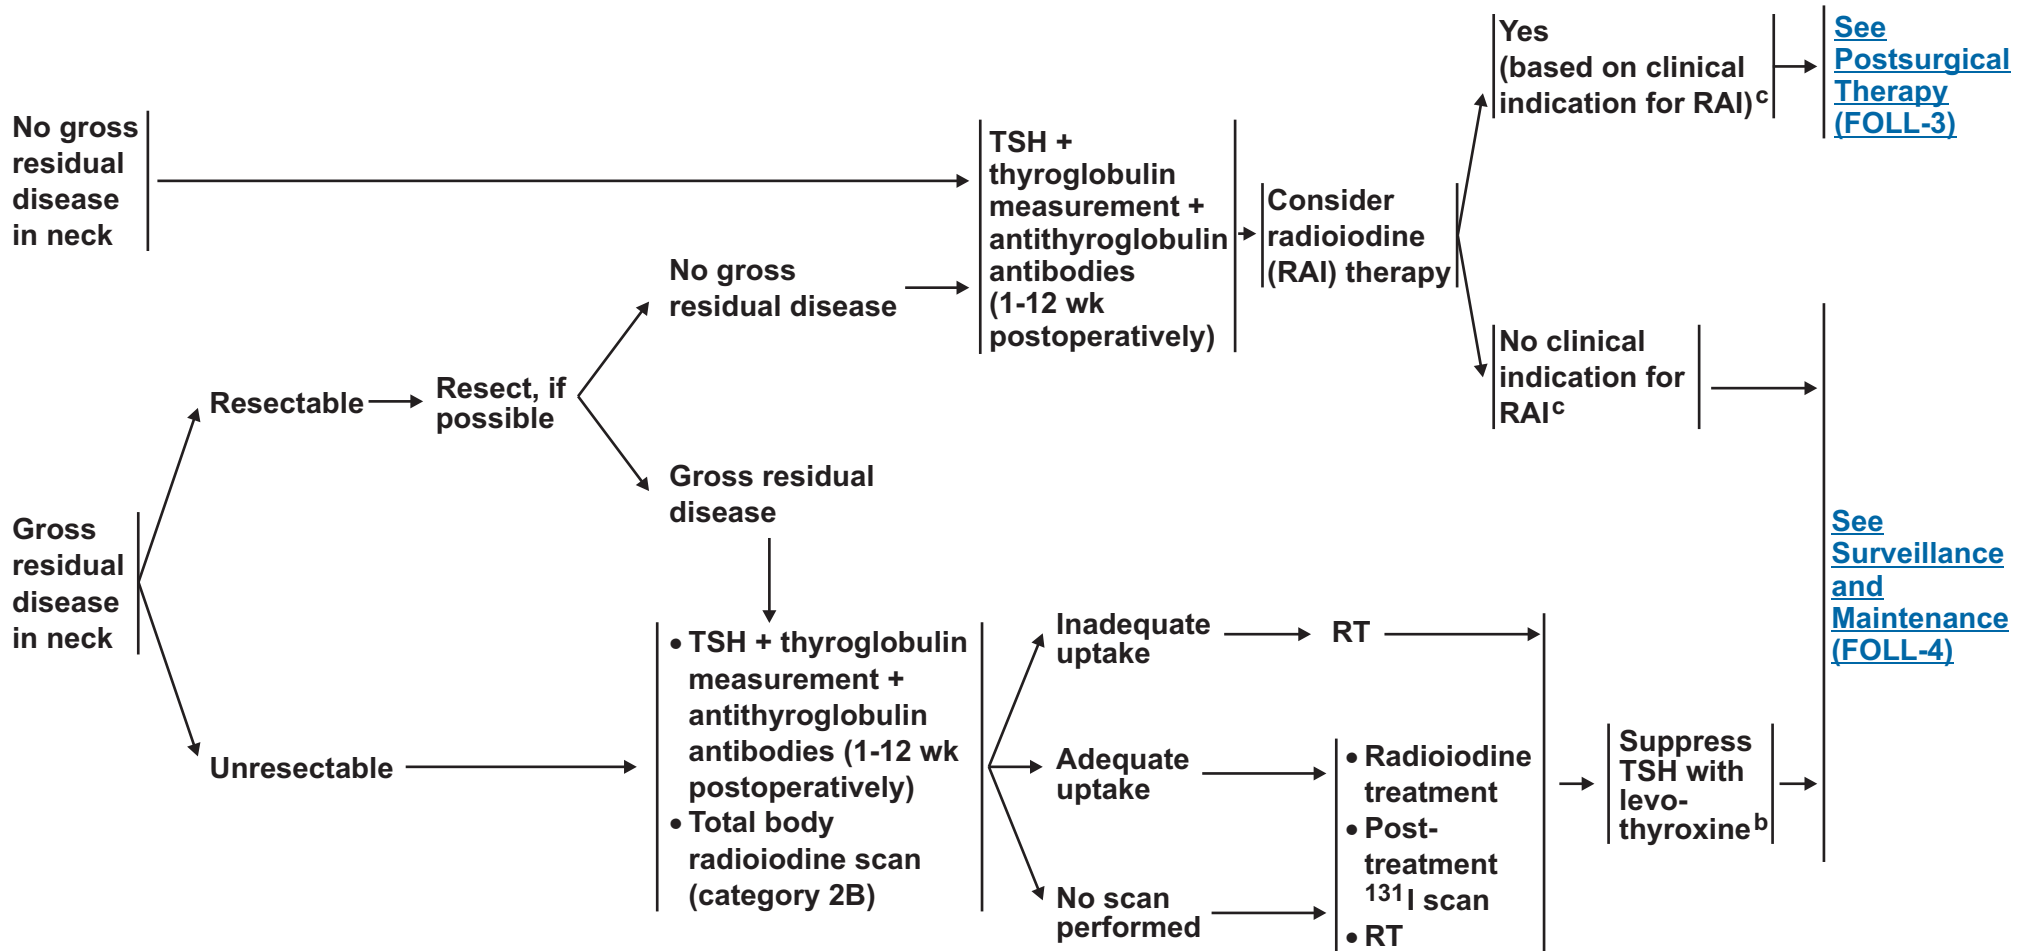 No gross
residual
disease
in neck
Gross
residual
disease
in neck
Resectable
Unresectable
Resect, if
possible
No gross
residual disease
Gross residual
disease
TSH +
thyroglobulin
measurement +
antithyroglobulin
antibodies
(1-12 wk
postoperatively)
• TSH + thyroglobulin
measurement +
antithyroglobulin
antibodies (1-12 wk
postoperatively)
• Total body
radioiodine scan
(category 2B)
Consider
radioiodine
(RAI) therapy
Yes
(based on clinical
indication for RAI)c
No clinical
indication for
RAIc
Inadequate
uptake
Adequate
uptake
No scan
performed
RT
• Radioiodine
treatment
• Post-
treatment
131I scan
• RT
Suppress
TSH with
levo-
thyroxineb
See
Postsurgical
Therapy
(FOLL-3)
See
Surveillance
and
Maintenance
(FOLL-4)